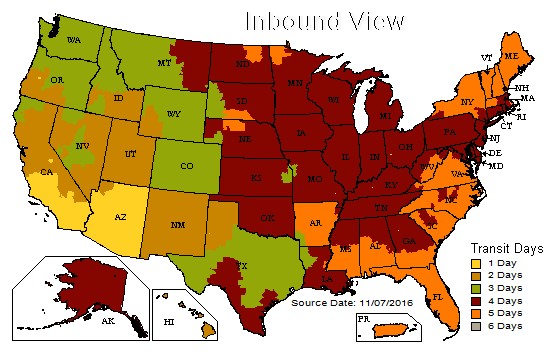 Inbound View
WA
MT
ND
MN
ME
VT
OR
ID
WI
NH
MA
SD
NY
MI
RI
CT
WY
NE
IA
PA
NJ
NV
UT
CO
IL
IN
OH
DE
MD
CA
KS
MO
KY
WV
VA
AZ
NM
OK
AR
TN
NC
SC
TX
MS
AL
GA
LA
FL
Transit Days
1 Day
2 Days
3 Days
4 Days
5 Days
6 Days
Source Date: 11/07/2016
AK
HI
PR